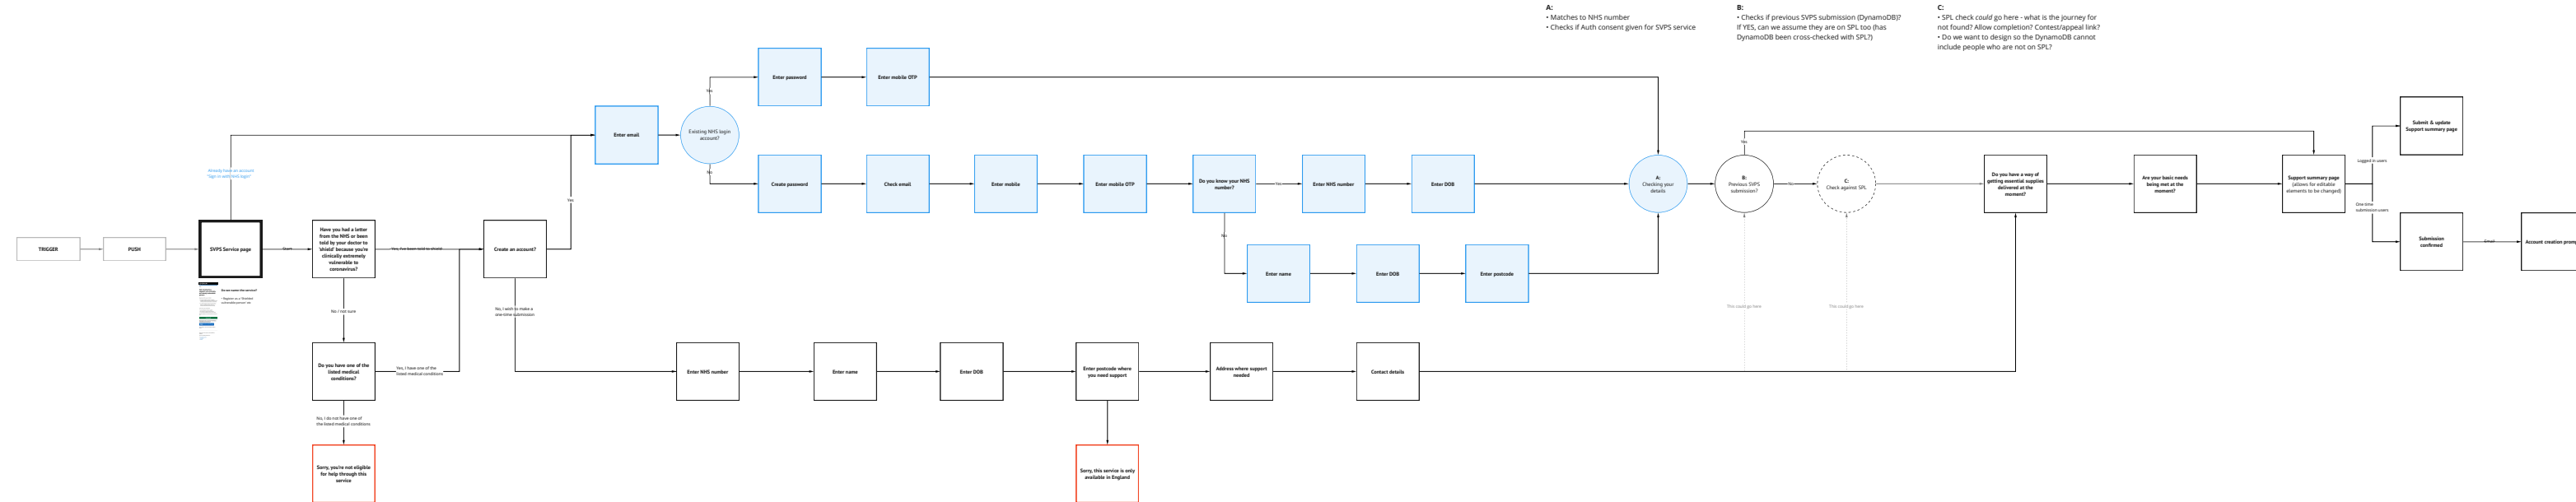 A:
• Matches to NHS number
• Checks if Auth consent given for SVPS service
B:
• Checks if previous SVPS submission (DynamoDB)?
If YES, can we assume they are on SPL too (has
DynamoDB been cross-checked with SPL?)
C:
• SPL check could go here - what is the journey for
not found? Allow completion? Contest/appeal link?
• Do we want to design so the DynamoDB cannot
include people who are not on SPL?
TRIGGER
PUSH
SVPS Service page
Already have an account
"sign in with NHS login"
Start
Have you had a letter
from the NHS or been
told by your doctor to
'shield' because you're
clinically extremely
vulnerable to
coronavirus?
Yes, I've been told to shield
No / not sure
Do you have one of the
listed medical
conditions?
Yes, I have one of the
listed medical conditions
No, I do not have one of
the listed medical conditions
Sorry, you're not eligible
for help through this
service
Create an account?
Yes
No, I wish to make a
one-time submission
Enter email
Existing NHS login
account?
Yes
Enter password
Enter mobile OTP
No
Create password
Check email
Enter mobile
Enter mobile OTP
Do you know your NHS
number?
Yes
Enter NHS number
Enter DOB
No
Enter name
Enter DOB
Enter postcode
A:
Checking your
details
B:
Previous SVPS
submission?
Yes
No
C:
Check against SPL
This could go here
This could go here
Enter NHS number
Enter name
Enter DOB
Enter postcode where
you need support
Sorry, this service is only
available in England
Address where support
needed
Contact details
Do you have a way of
getting essential supplies
delivered at the
moment?
Are your basic needs
being met at the
moment?
Support summary page
(allows for editable
elements to be changed)
Logged in users
Submit & update
Support summary page
One-time
submission users
Submission
confirmed
Email
Account creation